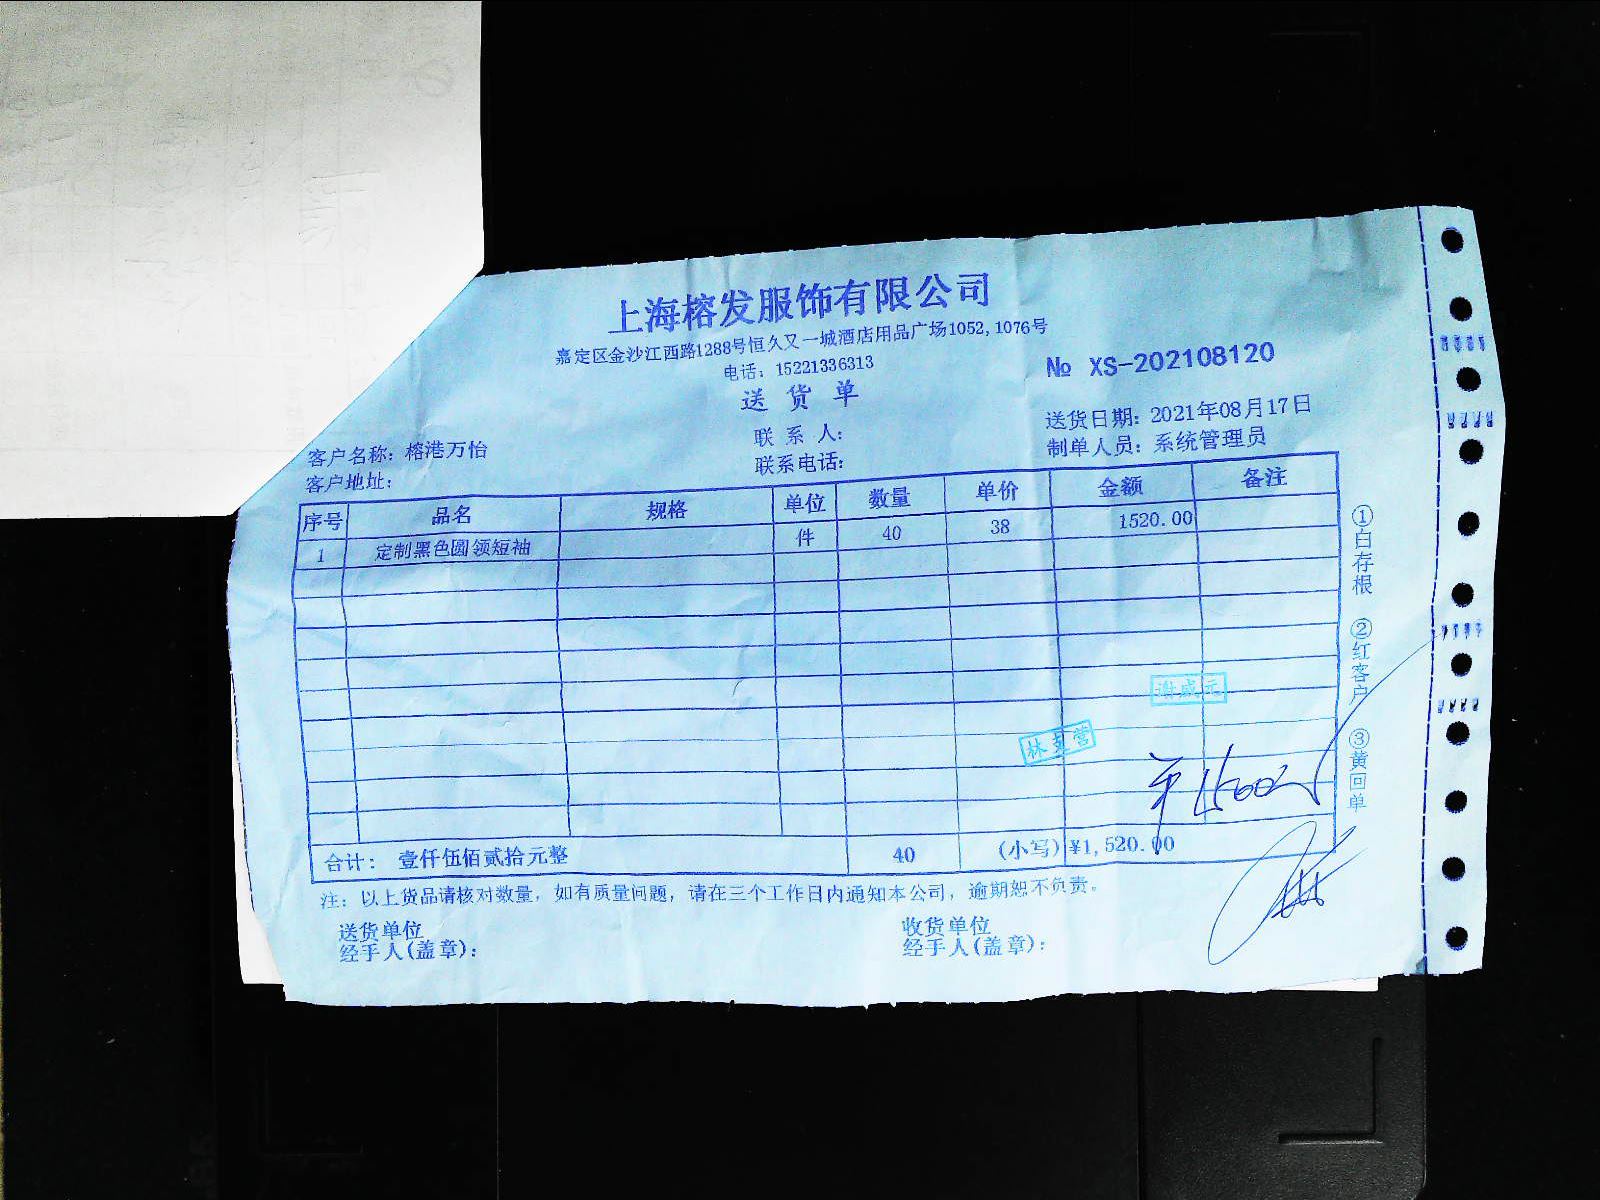 上海榕发服饰有限公司
嘉定区金沙江西路1288号恒久又一城酒店用品广场1052,1076号
电话：15221336313
№ XS-202108120
送货单
客户名称：榕港万怡
联系人：
送货日期：2021年08月17日
客户地址：
联系电话：
制单人员：系统管理员
序号 品名 规格 单位 数量 单价 金额 备注
1 定制黑色圆领短袖 件 40 38 1520.00
合计： 壹仟伍佰贰拾元整 40 (小写) ¥1,520.00
注：以上货品请核对数量，如有质量问题，请在三个工作日内通知本公司，逾期恕不负责。
送货单位
经手人(盖章)：
收货单位
经手人(盖章)：
①白存根 ②红客户 ③黄回单